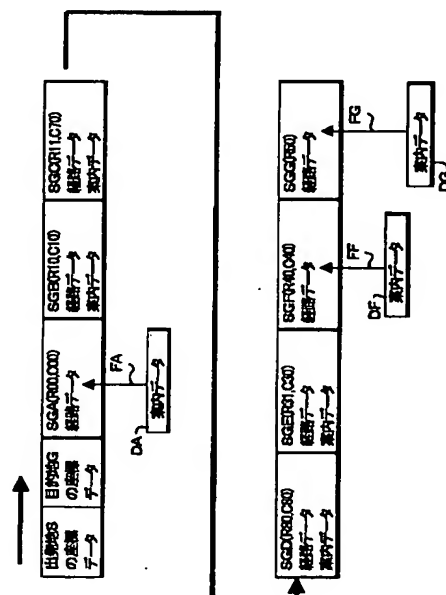 出発地S
の座標
データ
目的地G
の座標
データ
SGA(R00,C00)
経路データ
SGB(R10,C10)
経路データ
案内データ
SGC(R11,C70)
経路データ
案内データ
FA
案内データ
DA
SGD(R80,C80)
経路データ
案内データ
SGE(R31,C30)
経路データ
案内データ
SGF(R40,C40)
経路データ
SGG(R60)
経路データ
FF
案内データ
DF
FG
案内データ
DG